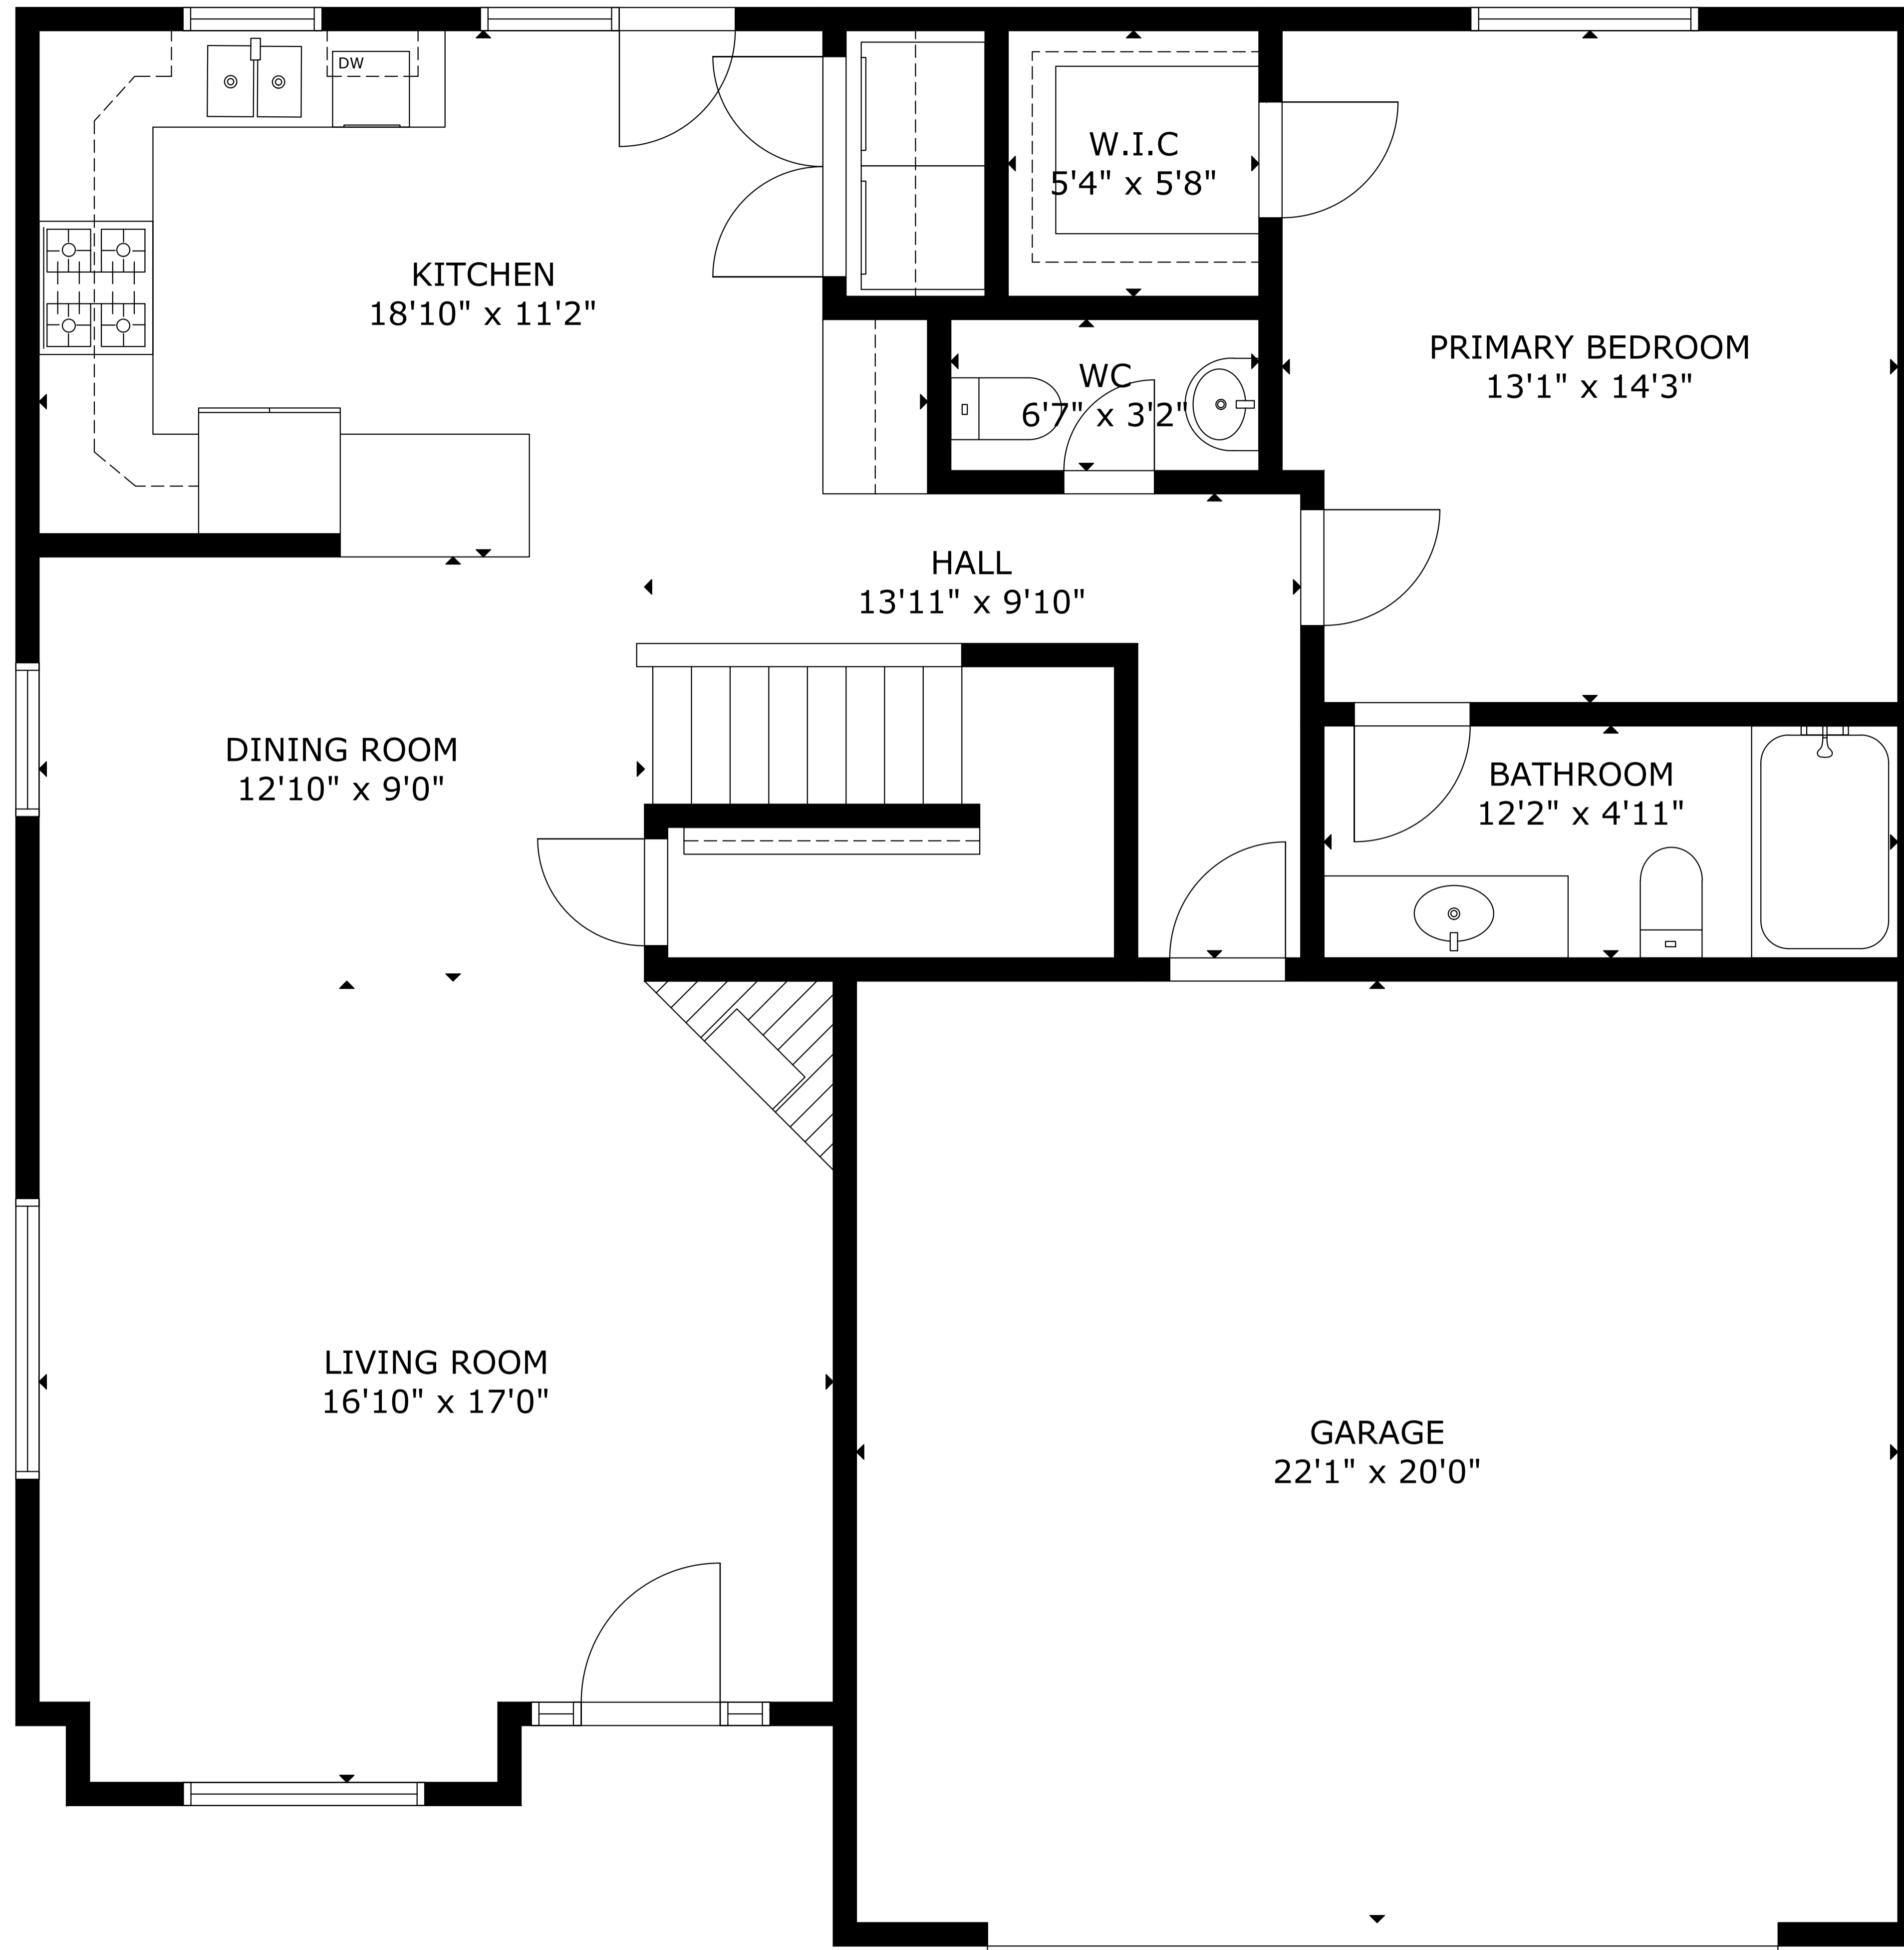 DW
W.I.C
5'4" x 5'8"
KITCHEN
18'10" x 11'2"
WC
6'7" x 3'2"
PRIMARY BEDROOM
13'1" x 14'3"
HALL
13'11" x 9'10"
DINING ROOM
12'10" x 9'0"
BATHROOM
12'2" x 4'11"
LIVING ROOM
16'10" x 17'0"
GARAGE
22'1" x 20'0"